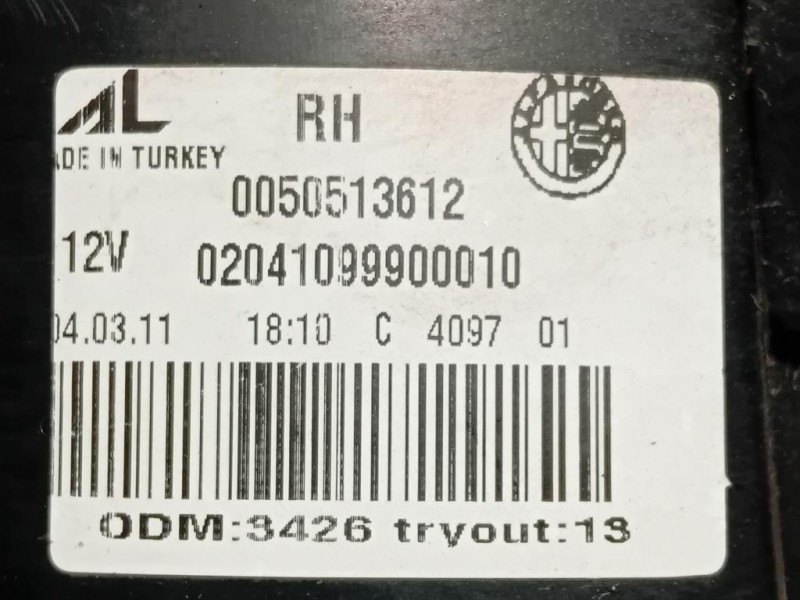 AL RH
ADE IN TURKEY
0050513612
12V 02041099900010
04.03.11 18:10 C 4097 01
ODM:3426 tryout:13